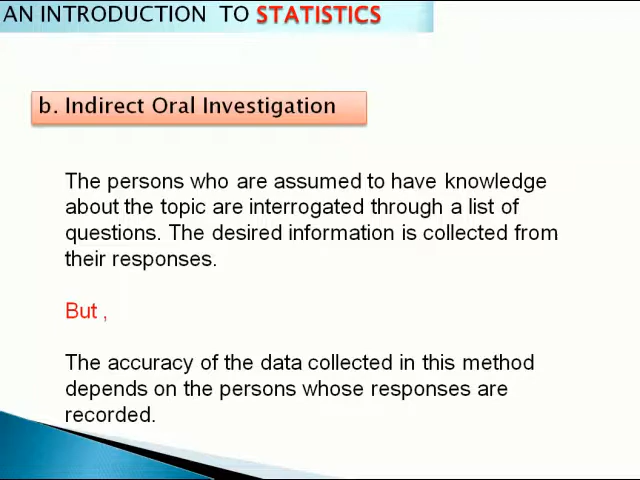 AN INTRODUCTION TO STATISTICS
b. Indirect Oral Investigation
The persons who are assumed to have knowledge
about the topic are interrogated through a list of
questions. The desired information is collected from
their responses.
But ,
The accuracy of the data collected in this method
depends on the persons whose responses are
recorded.